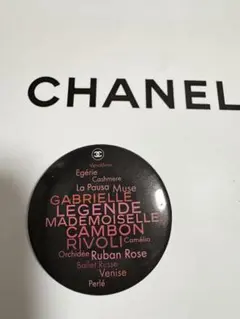 CHANEL
Egérie
Cashmere
La Pausa Muse
GABRIELLE
LEGENDE
MADEMOISELLE
CAMBON
RIVOLI Camélia
Orchidée Ruban Rose
Ballet Russe
Venise
Perlé